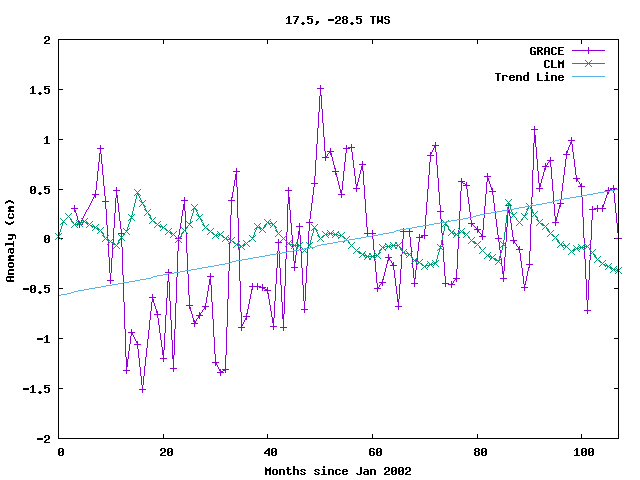 17.5, -28.5 TWS
GRACE
CLM
Trend Line
2
1.5
1
0.5
0
-0.5
-1
-1.5
-2
Anomaly (cm)
0 20 40 60 80 100
Months since Jan 2002